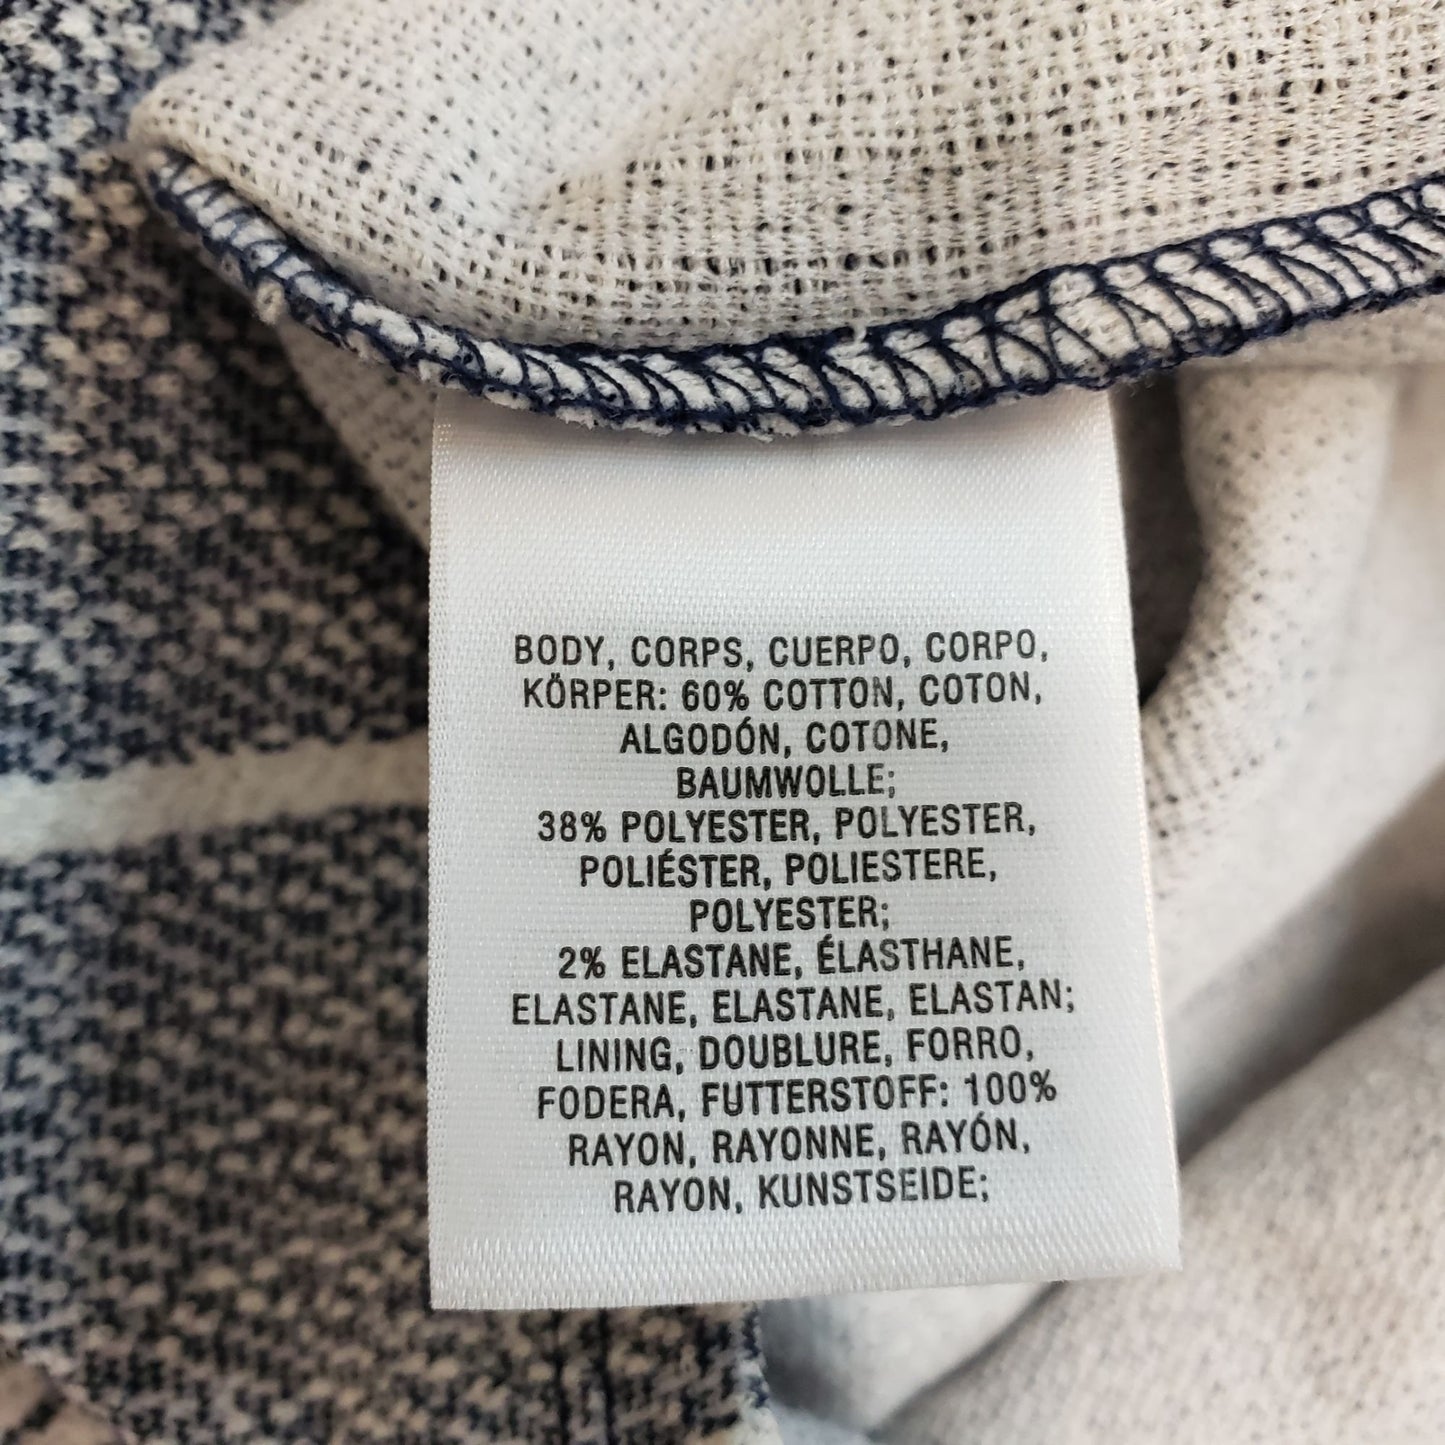 BODY, CORPS, CUERPO, CORPO,
KÖRPER: 60% COTTON, COTON,
ALGODÓN, COTONE,
BAUMWOLLE;
38% POLYESTER, POLYESTER,
POLIÉSTER, POLIESTERE,
POLYESTER;
2% ELASTANE, ÉLASTHANE,
ELASTANE, ELASTANE, ELASTAN;
LINING, DOUBLURE, FORRO,
FODERA, FUTTERSTOFF: 100%
RAYON, RAYONNE, RAYÓN,
RAYON, KUNSTSEIDE;